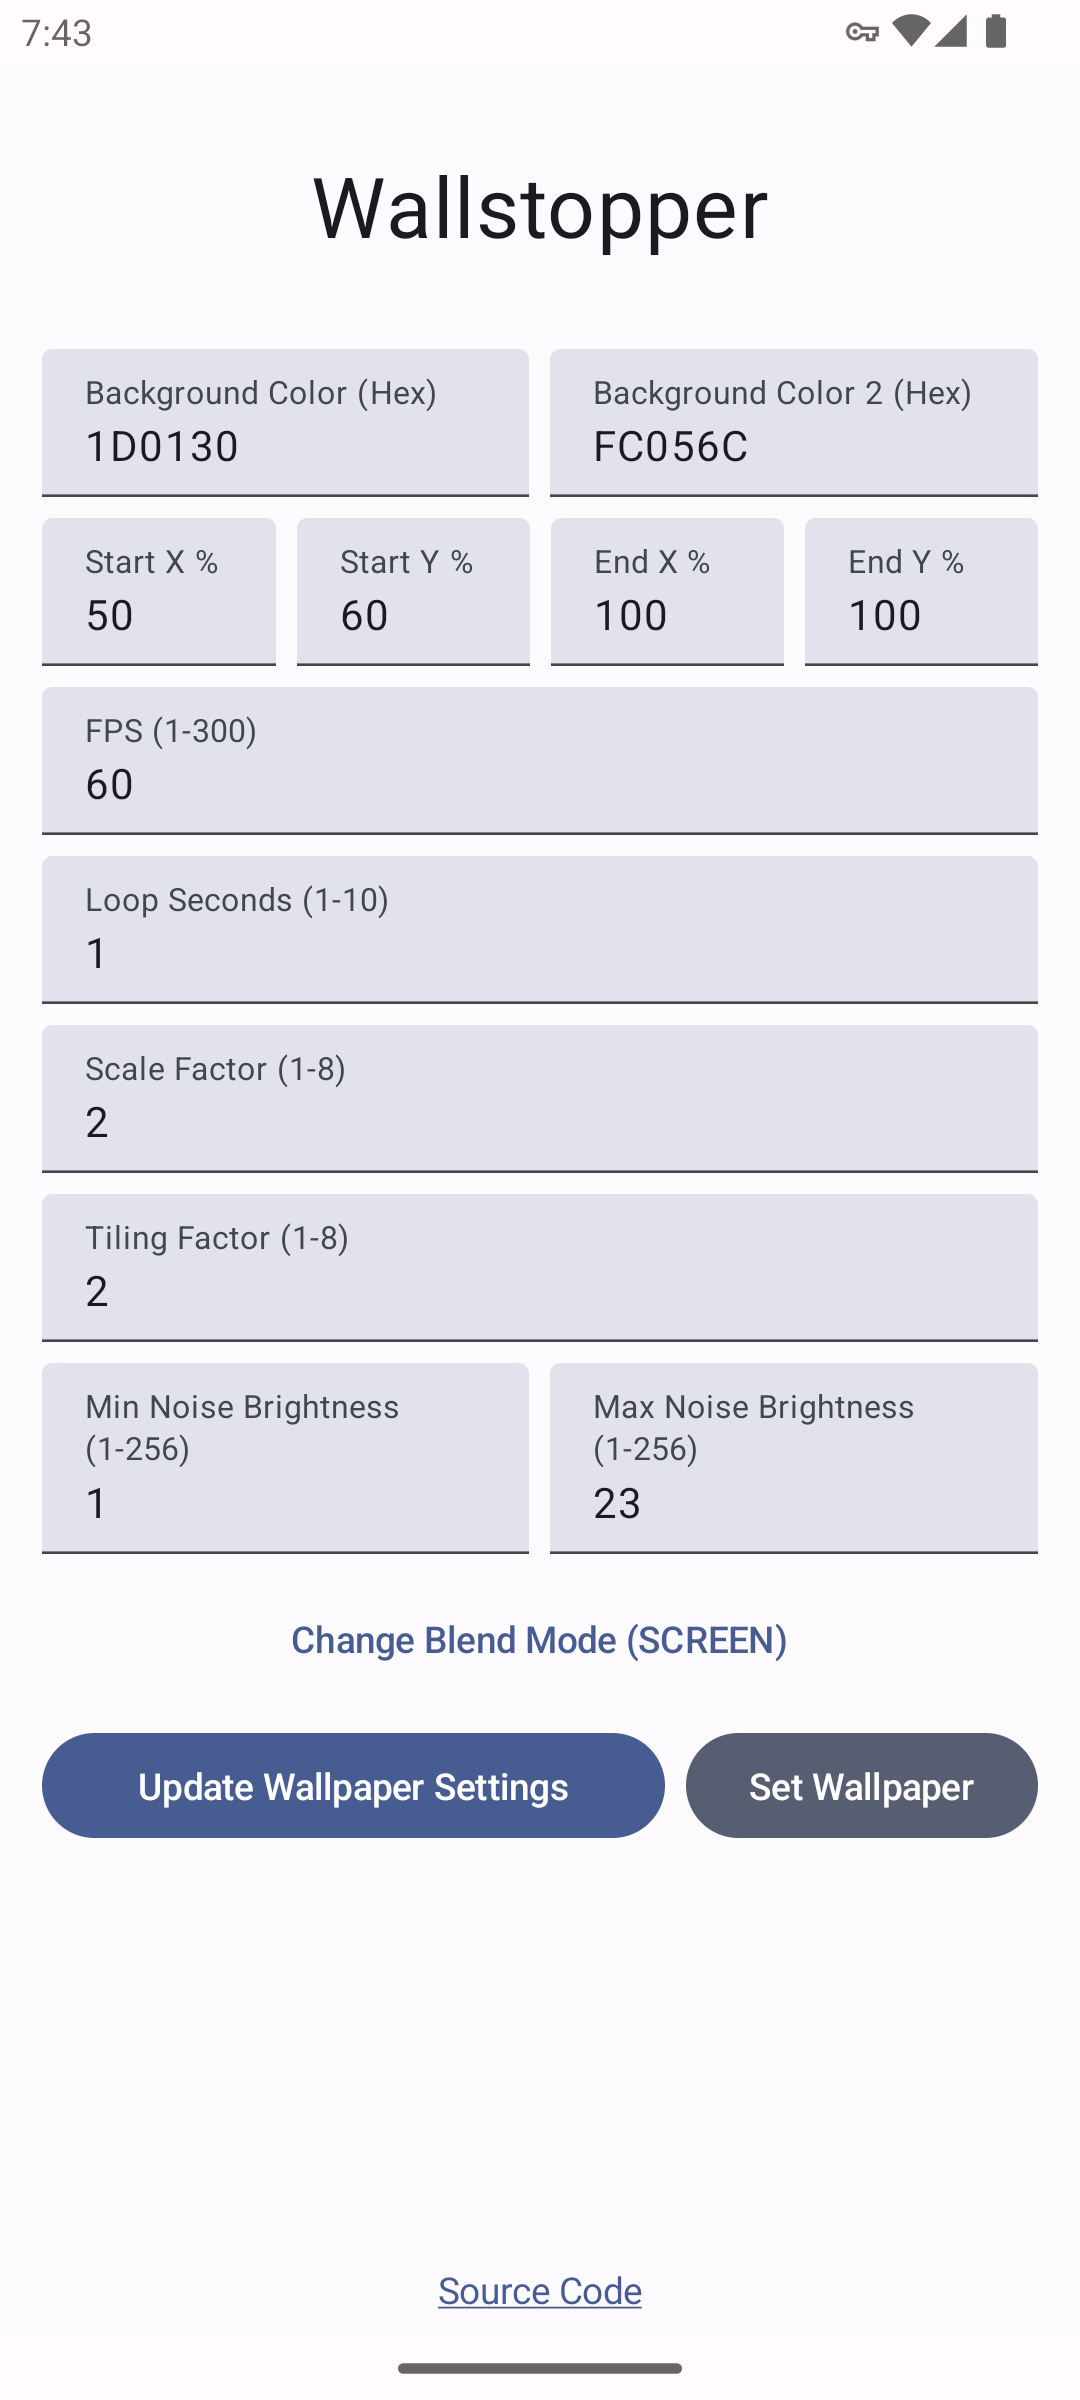 7:43
Wallstopper
Background Color (Hex)
1D0130
Background Color 2 (Hex)
FC056C
Start X %
50
Start Y %
60
End X %
100
End Y %
100
FPS (1-300)
60
Loop Seconds (1-10)
1
Scale Factor (1-8)
2
Tiling Factor (1-8)
2
Min Noise Brightness
(1-256)
1
Max Noise Brightness
(1-256)
23
Change Blend Mode (SCREEN)
Update Wallpaper Settings
Set Wallpaper
Source Code